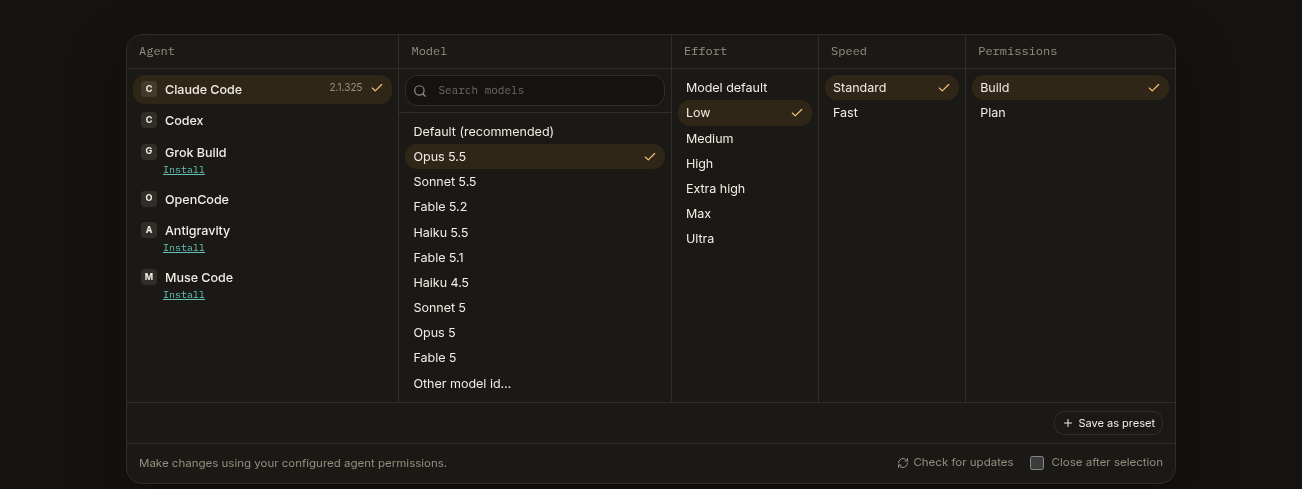 Agent
Model
Effort
Speed
Permissions
C Claude Code 2.1.325
C Codex
G Grok Build
Install
O OpenCode
A Antigravity
Install
M Muse Code
Install
Search models
Default (recommended)
Opus 5.5
Sonnet 5.5
Fable 5.2
Haiku 5.5
Fable 5.1
Haiku 4.5
Sonnet 5
Opus 5
Fable 5
Other model id...
Model default
Low
Medium
High
Extra high
Max
Ultra
Standard
Fast
Build
Plan
Save as preset
Make changes using your configured agent permissions.
Check for updates
Close after selection